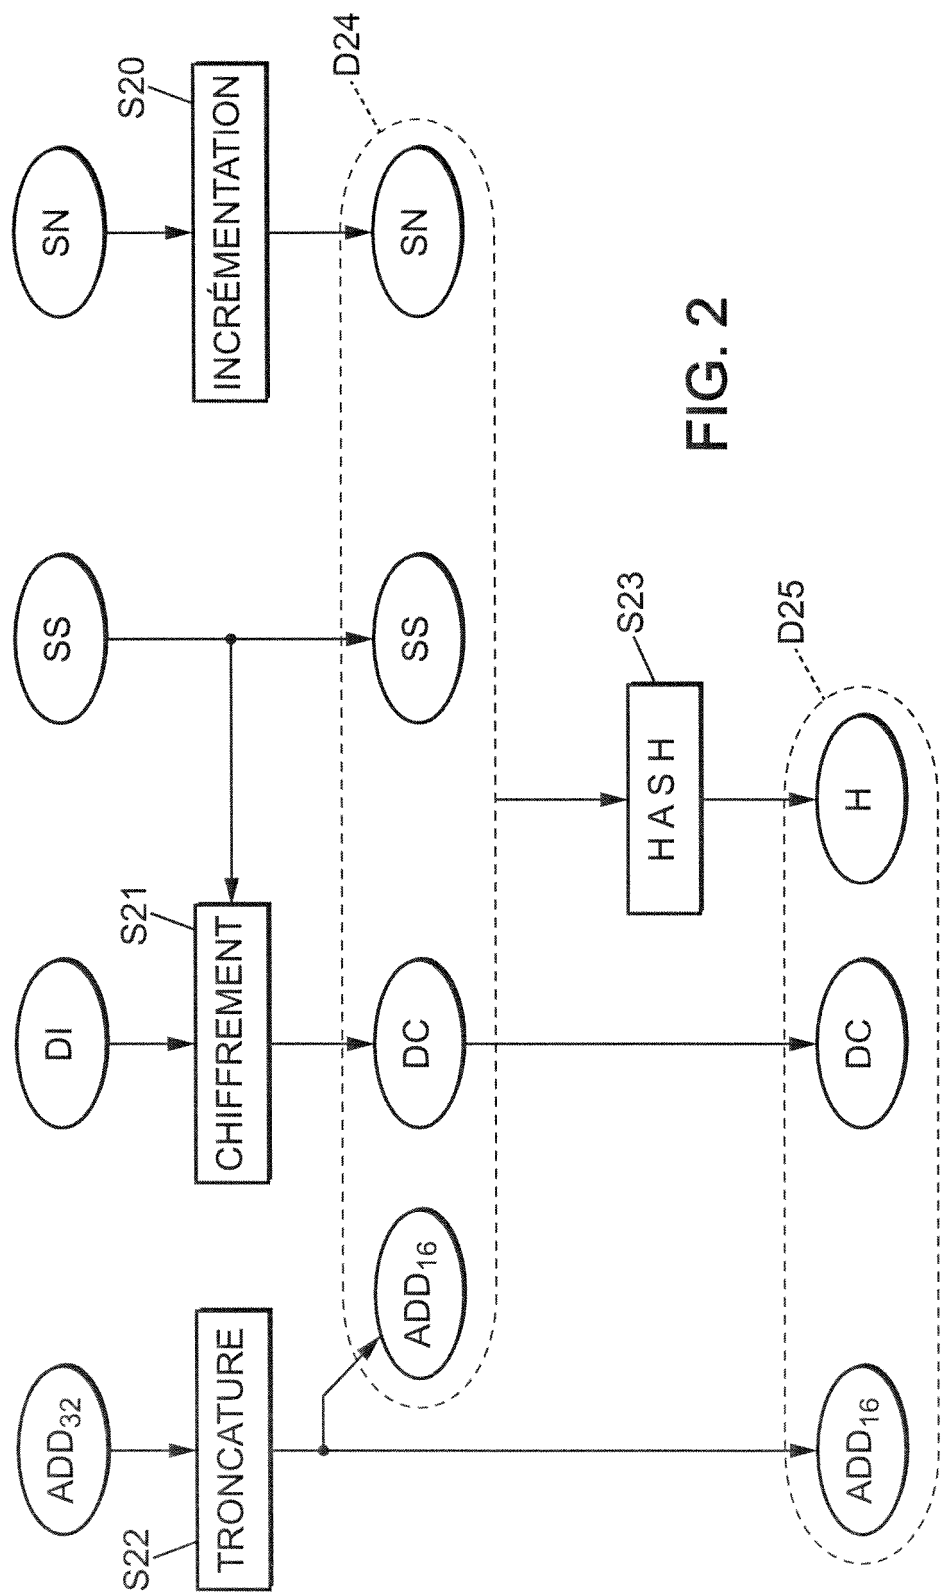 ADD32
DI
SS
SN
S22
TRONCATURE
S21
CHIFFREMENT
S20
INCRÉMENTATION
ADD16
DC
SS
SN
D24
S23
HASH
FIG. 2
ADD16
DC
H
D25